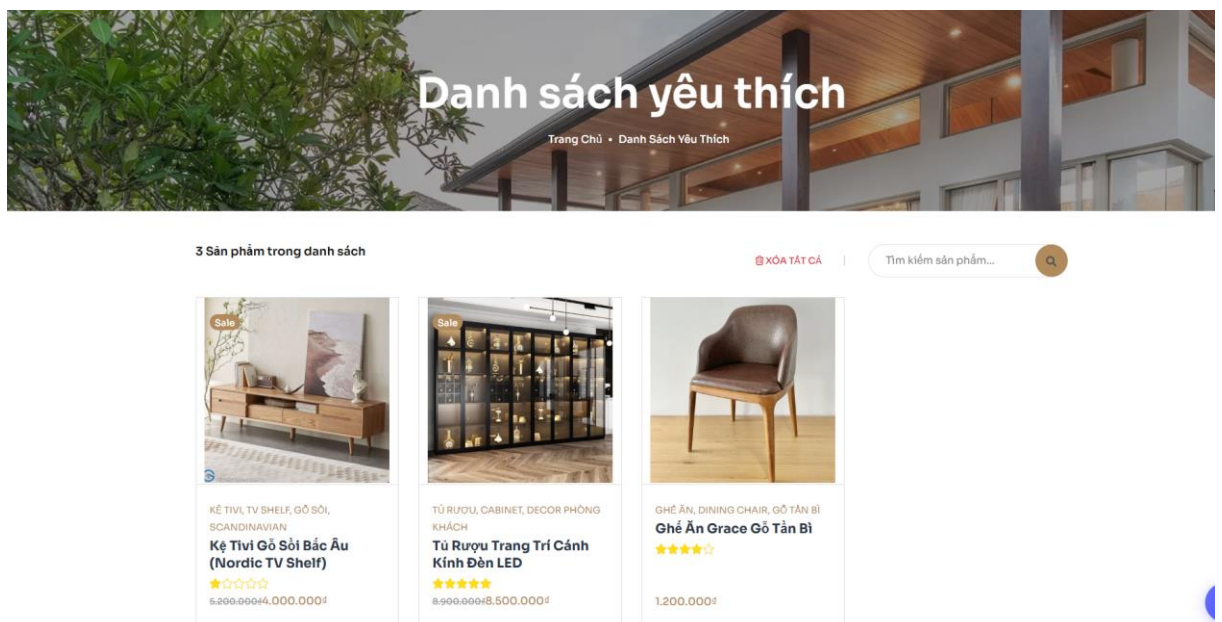 Danh sách yêu thích
Trang Chủ • Danh Sách Yêu Thích
3 Sản phẩm trong danh sách
XÓA TẤT CẢ
Tìm kiếm sản phẩm...
Sale
Sale
KỆ TIVI, TV SHELF, GỖ SỒI,
SCANDINAVIAN
Kệ Tivi Gỗ Sồi Bắc Âu
(Nordic TV Shelf)
5.200.000₫4.000.000₫
TỦ RƯỢU, CABINET, DECOR PHÒNG
KHÁCH
Tủ Rượu Trang Trí Cánh
Kính Đèn LED
8.900.000₫8.500.000₫
GHẾ ĂN, DINING CHAIR, GỖ TẦN BÌ
Ghế Ăn Grace Gỗ Tần Bì
1.200.000₫